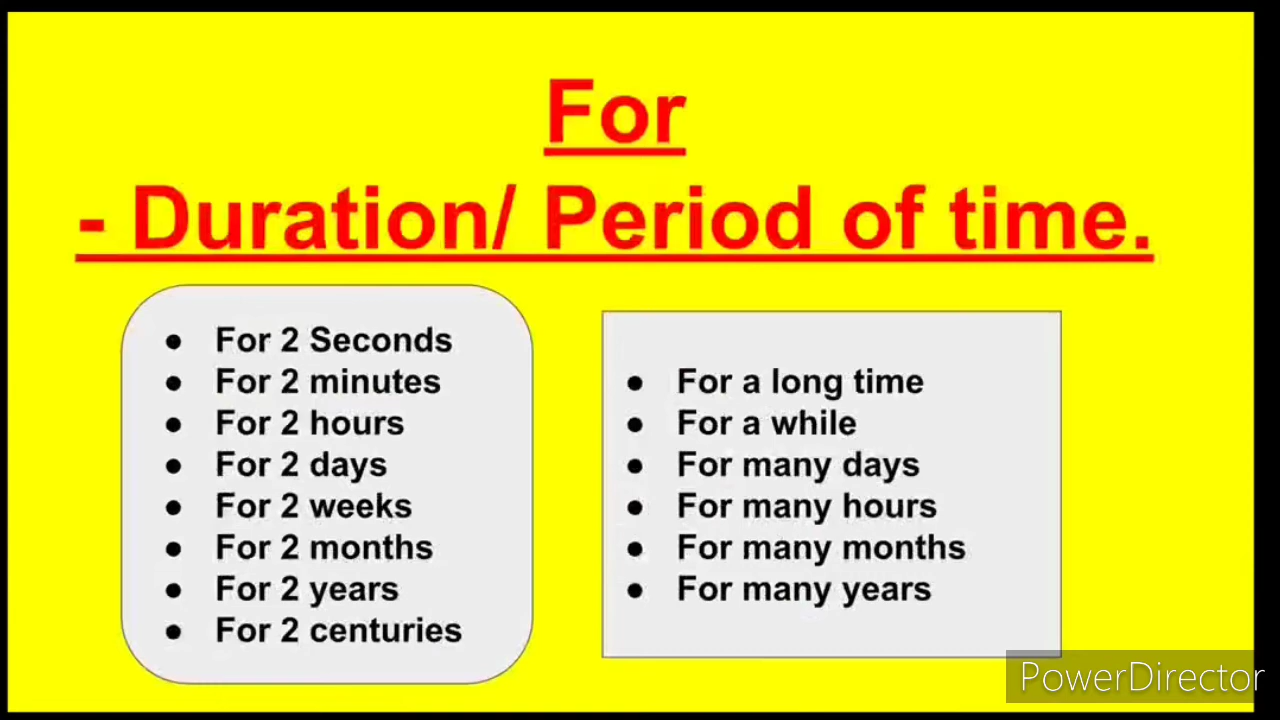 For
- Duration/ Period of time.
● For 2 Seconds
● For 2 minutes
● For 2 hours
● For 2 days
● For 2 weeks
● For 2 months
● For 2 years
● For 2 centuries
● For a long time
● For a while
● For many days
● For many hours
● For many months
● For many years
PowerDirector